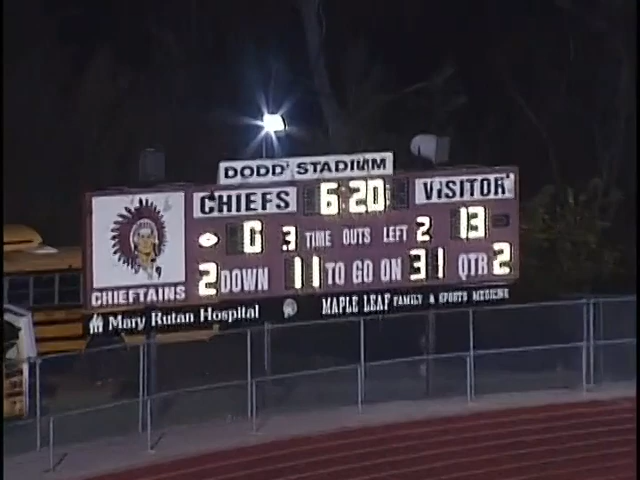 DODD STADIUM
CHIEFS 6:20 VISITOR
0 3 TIME OUTS LEFT 2 13
2 DOWN 11 TO GO ON 31 QTR 2
CHIEFTAINS
Mary Rutan Hospital MAPLE LEAF FAMILY & SPORTS MEDICINE